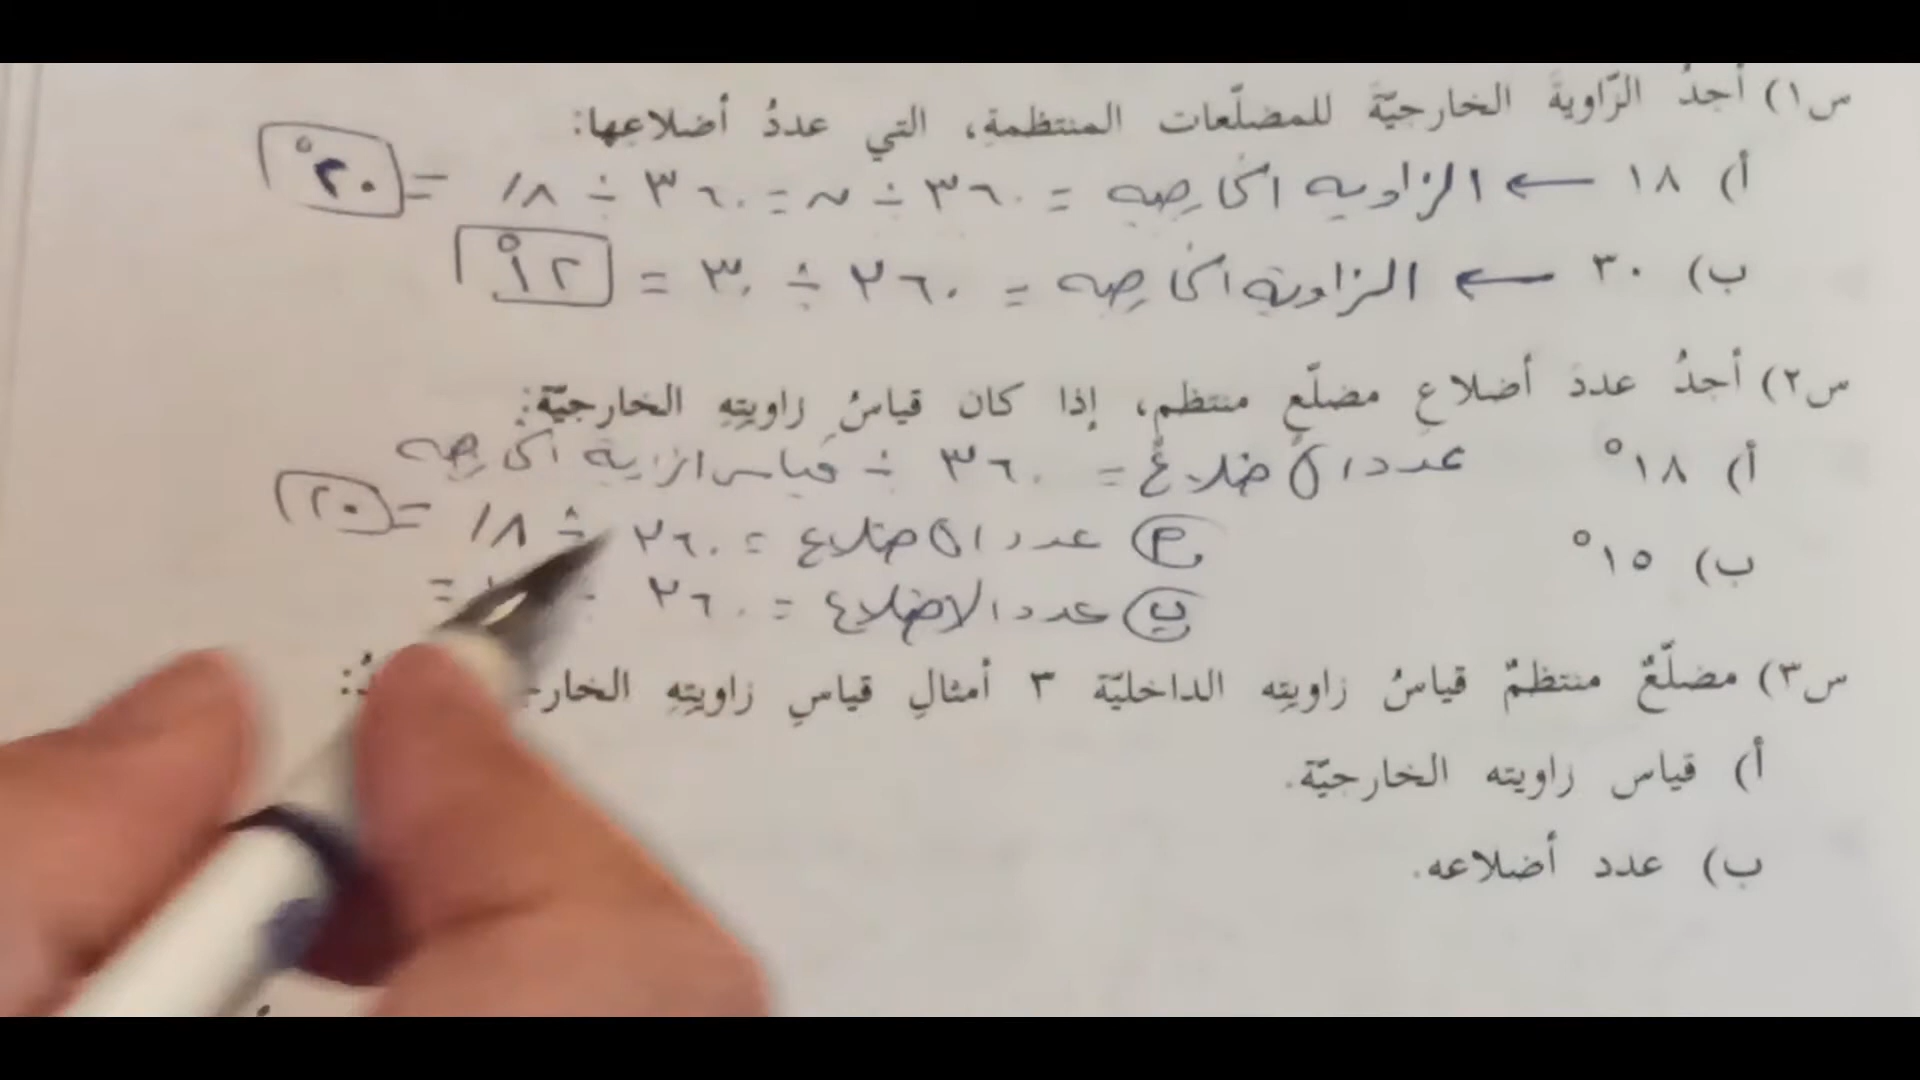 س١) أجدُ الزّاويةَ الخارجيّةَ للمضلّعات المنتظمةِ، التي عددُ أضلاعِها:
أ) ١٨ ← الزاويه الخارجيه = ٣٦٠ ÷ ن = ٣٦٠ ÷ ١٨ = ٢٠°
ب) ٣٠ ← الزاويه الخارجيه = ٣٦٠ ÷ ٣٠ = ١٢°
س٢) أجدُ عددَ أضلاعِ مضلّعٍ منتظمٍ، إذا كان قياسُ زاويتِهِ الخارجيّة:
أ) ١٨° عدد الاضلاع = ٣٦٠ ÷ قياس الزاية الخارجيه
أ عدد الاضلاع = ٣٦٠ ÷ ١٨ = ٢٠
ب) ١٥°
ب عدد الاضلاع = ٣٦٠ ÷ =
س٣) مضلّعٌ منتظمٌ قياسُ زاويتِه الداخليّة ٣ أمثالِ قياسِ زاويتِهِ
أ) قياس زاويته الخارجيّة.
ب) عدد أضلاعه.